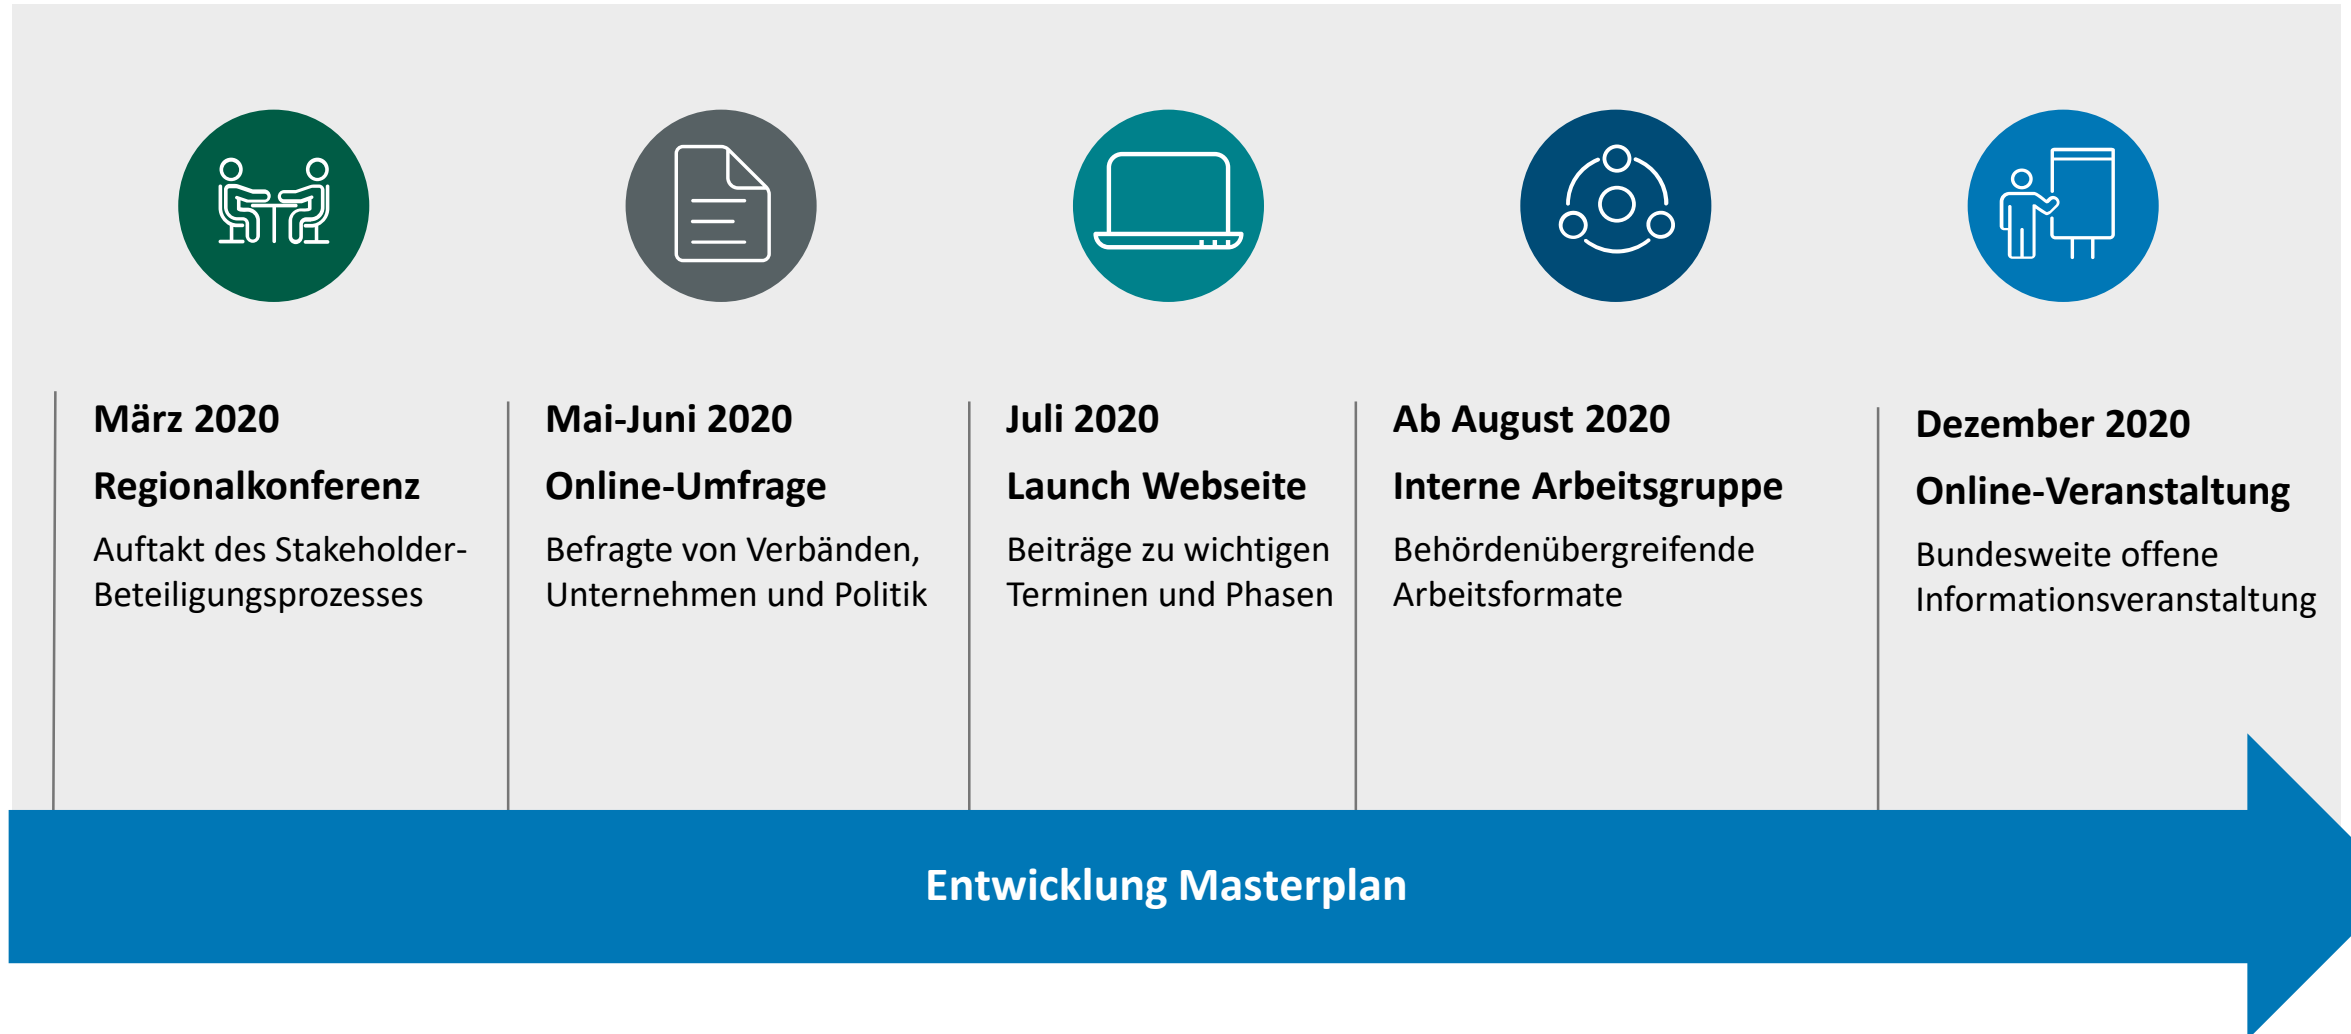 März 2020
Regionalkonferenz
Auftakt des Stakeholder-
Beteiligungsprozesses
Mai-Juni 2020
Online-Umfrage
Befragte von Verbänden,
Unternehmen und Politik
Juli 2020
Launch Webseite
Beiträge zu wichtigen
Terminen und Phasen
Ab August 2020
Interne Arbeitsgruppe
Behördenübergreifende
Arbeitsformate
Dezember 2020
Online-Veranstaltung
Bundesweite offene
Informationsveranstaltung
Entwicklung Masterplan